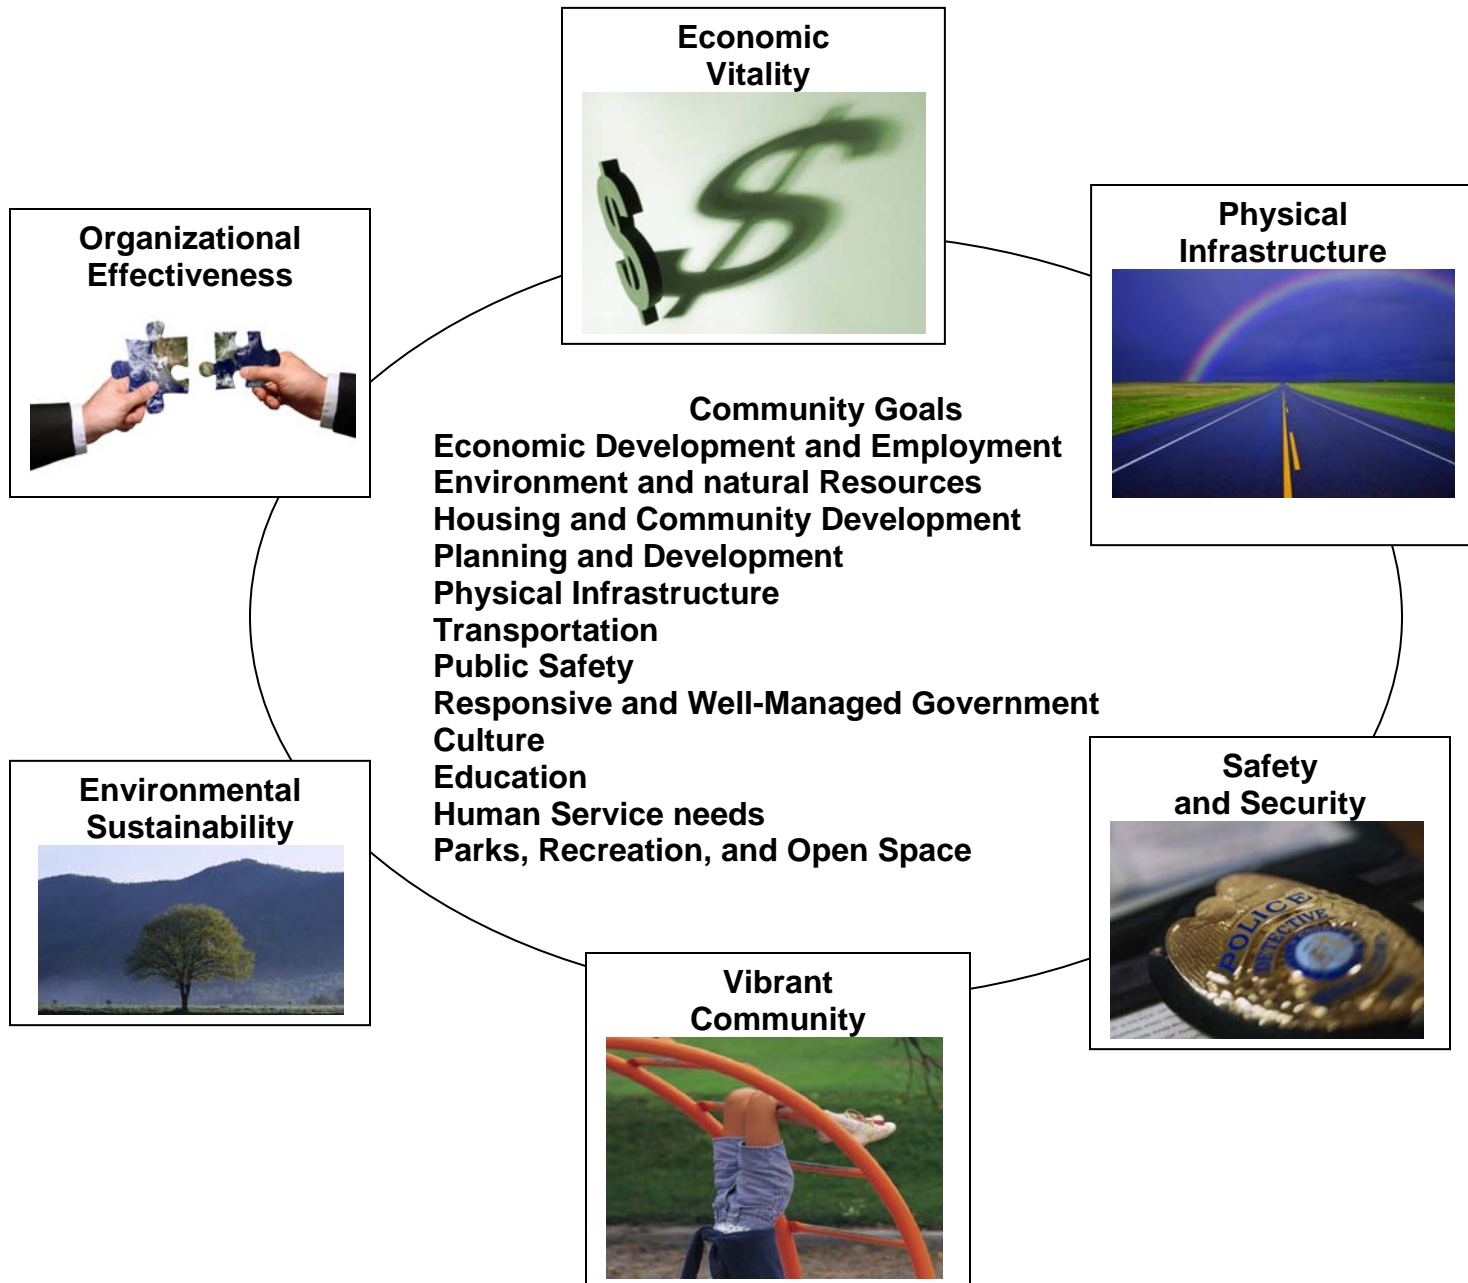 Economic
Vitality
Organizational
Effectiveness
Physical
Infrastructure
Community Goals
Economic Development and Employment
Environment and natural Resources
Housing and Community Development
Planning and Development
Physical Infrastructure
Transportation
Public Safety
Responsive and Well-Managed Government
Culture
Education
Human Service needs
Parks, Recreation, and Open Space
Environmental
Sustainability
Safety
and Security
POLICE
DETECTIVE
Vibrant
Community